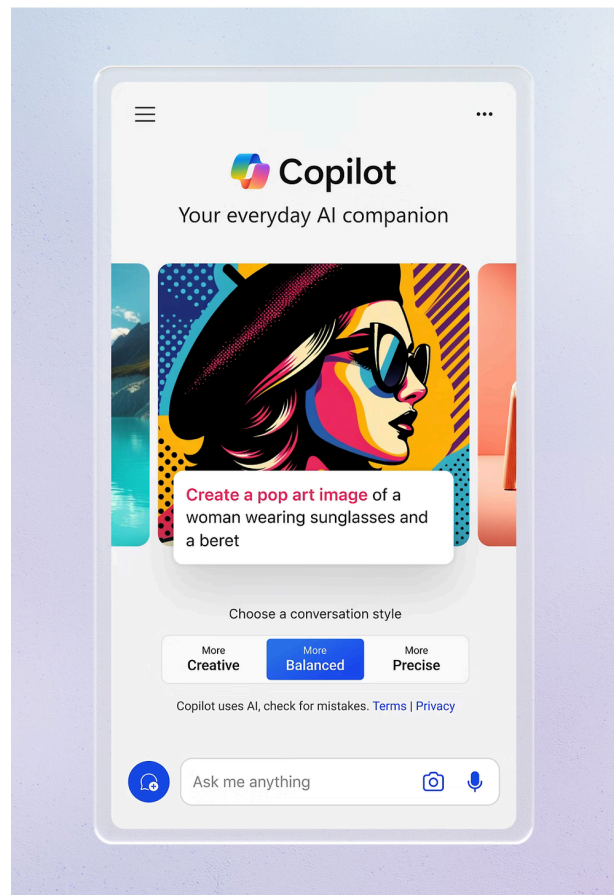 Copilot
Your everyday AI companion
Create a pop art image of a
woman wearing sunglasses and
a beret
Choose a conversation style
More
Creative
More
Balanced
More
Precise
Copilot uses AI, check for mistakes. Terms | Privacy
Ask me anything